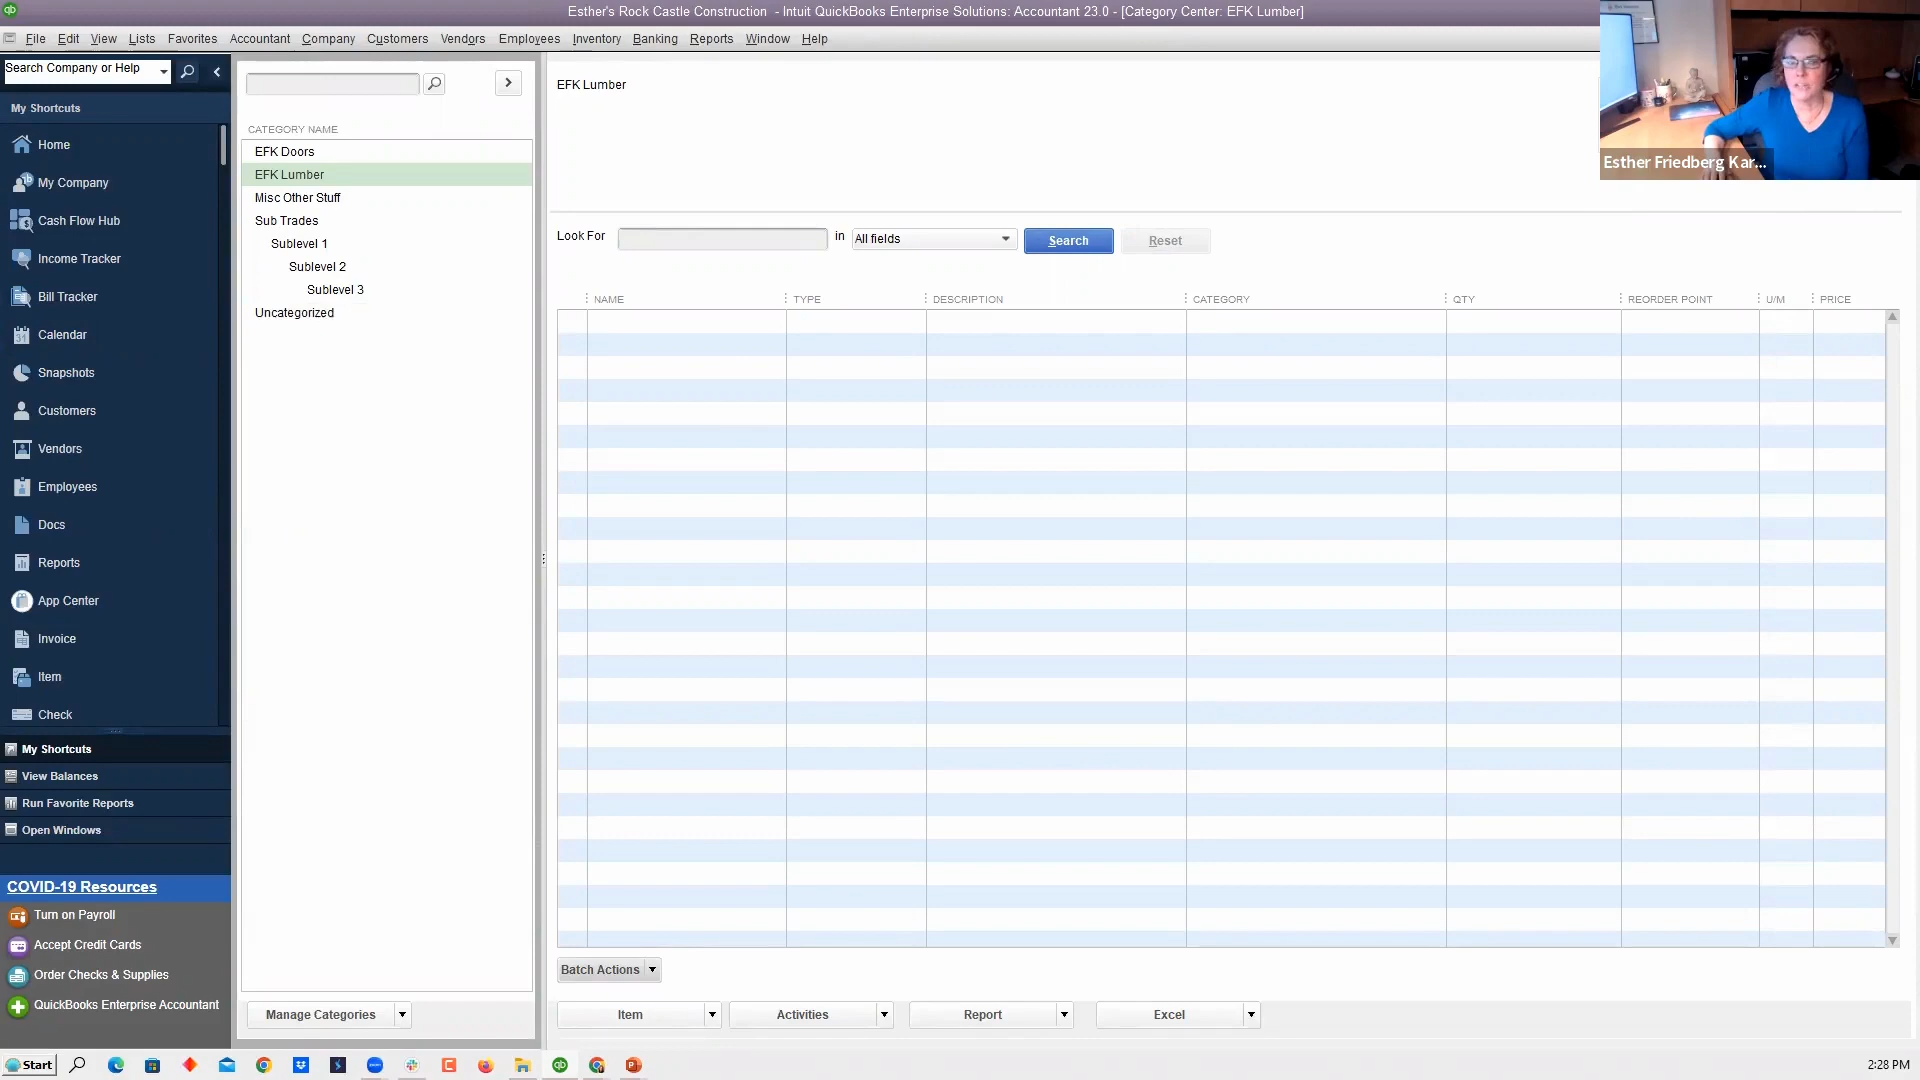 Esther's Rock Castle Construction - Intuit QuickBooks Enterprise Solutions: Accountant 23.0 - [Category Center: EFK Lumber]
File Edit View Lists Favorites Accountant Company Customers Vendors Employees Inventory Banking Reports Window Help
Search Company or Help
My Shortcuts
Home
My Company
Cash Flow Hub
Income Tracker
Bill Tracker
Calendar
Snapshots
Customers
Vendors
Employees
Docs
Reports
App Center
Invoice
Item
Check
My Shortcuts
View Balances
Run Favorite Reports
Open Windows
COVID-19 Resources
Turn on Payroll
Accept Credit Cards
Order Checks & Supplies
QuickBooks Enterprise Accountant
CATEGORY NAME
EFK Doors
EFK Lumber
Misc Other Stuff
Sub Trades
Sublevel 1
Sublevel 2
Sublevel 3
Uncategorized
Manage Categories
EFK Lumber
Look For in All fields Search Reset
NAME TYPE DESCRIPTION CATEGORY QTY REORDER POINT U/M PRICE
Batch Actions
Item Activities Report Excel
Esther Friedberg Kar...
Start
2:28 PM